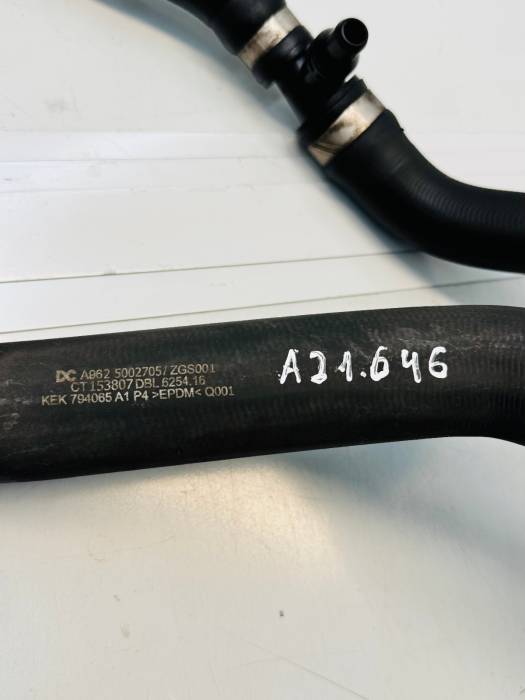 DC A962 5002705/ ZGS001
CT 153807 DBL 6254.16
KEK 794065 A1 P4 >EPDM< Q001
A21.646